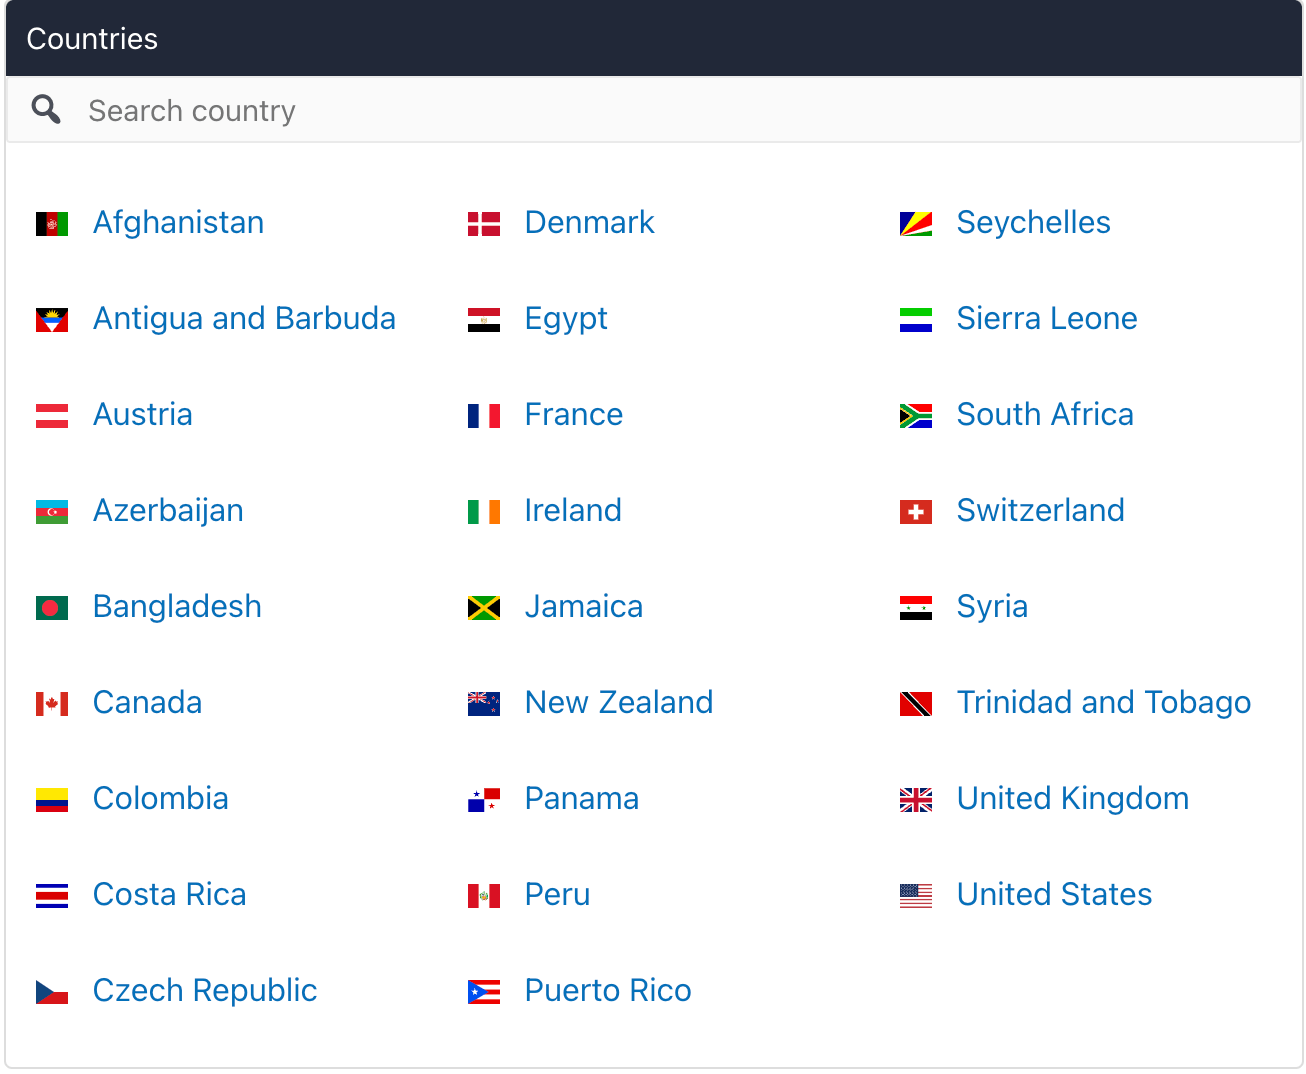 Countries
Search country
Afghanistan
Antigua and Barbuda
Austria
Azerbaijan
Bangladesh
Canada
Colombia
Costa Rica
Czech Republic
Denmark
Egypt
France
Ireland
Jamaica
New Zealand
Panama
Peru
Puerto Rico
Seychelles
Sierra Leone
South Africa
Switzerland
Syria
Trinidad and Tobago
United Kingdom
United States